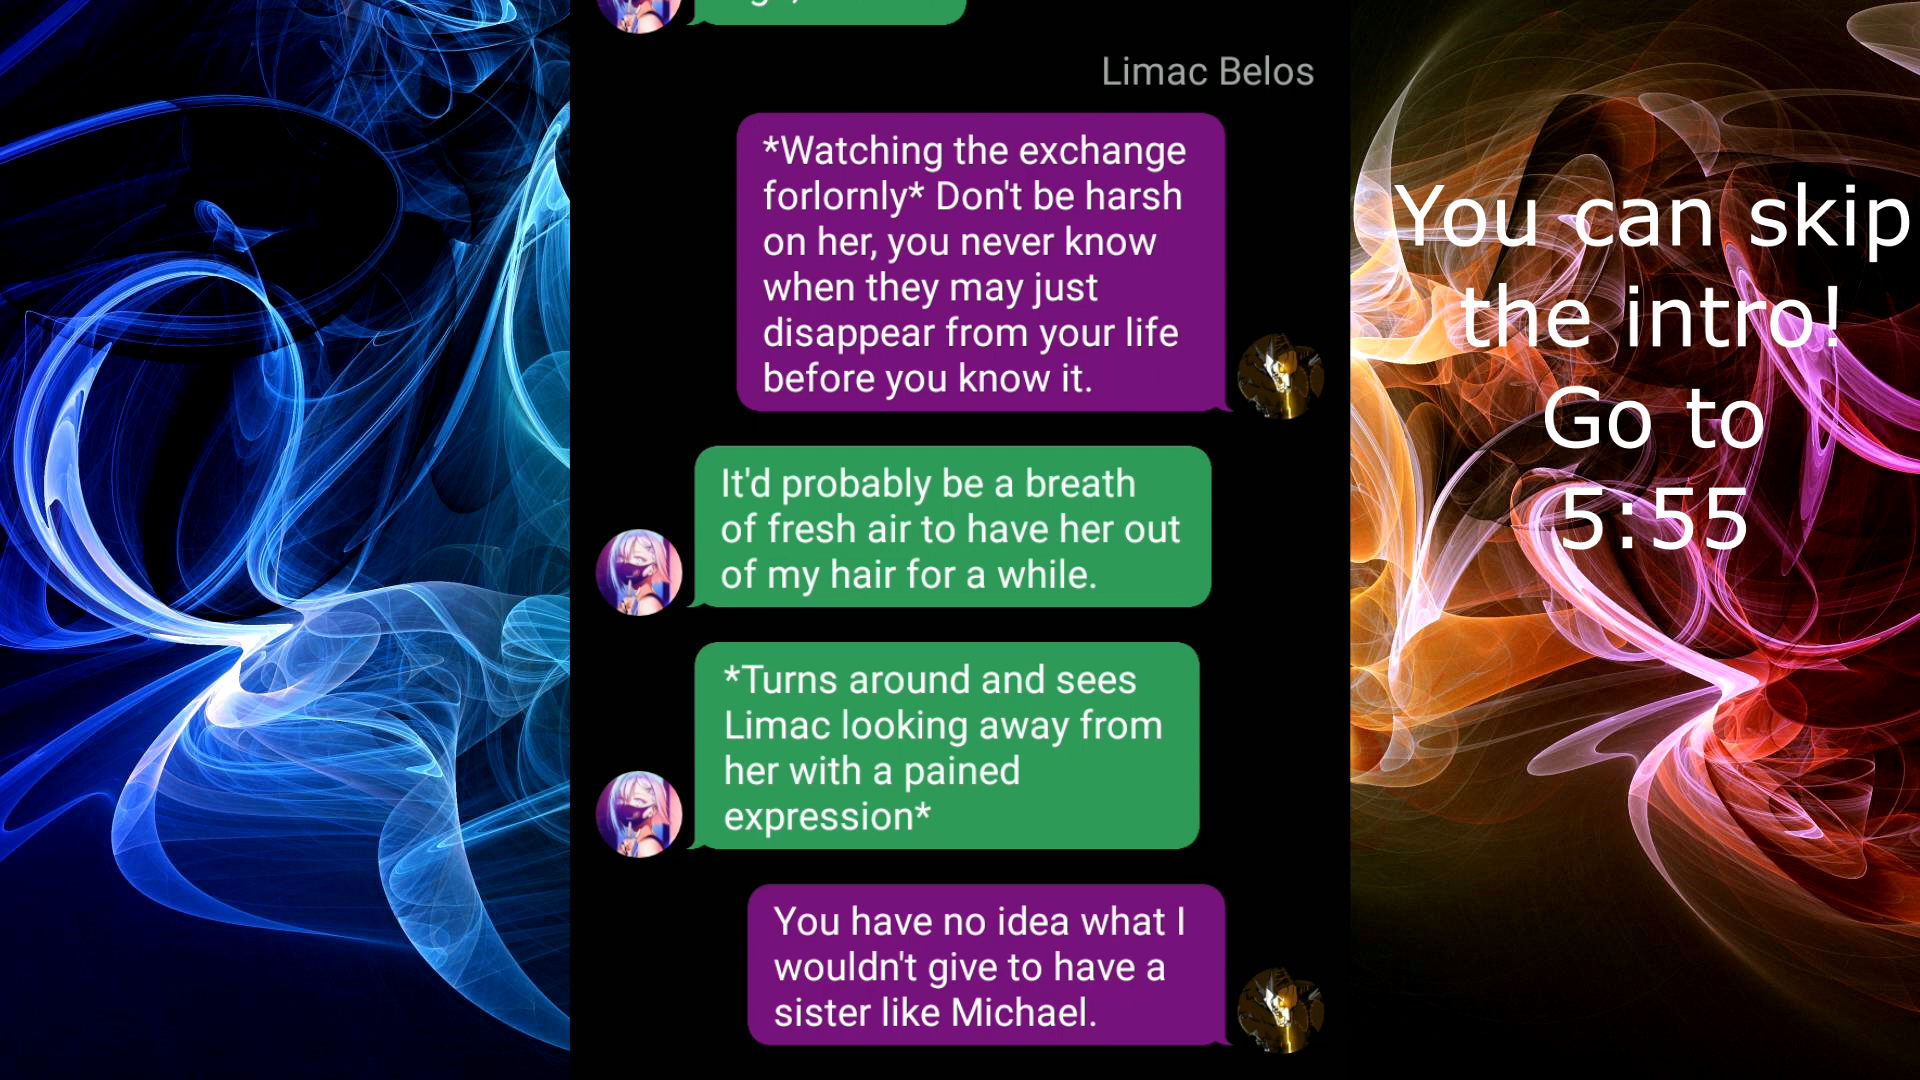 Limac Belos
*Watching the exchange
forlornly* Don't be harsh
on her, you never know
when they may just
disappear from your life
before you know it.
It'd probably be a breath
of fresh air to have her out
of my hair for a while.
*Turns around and sees
Limac looking away from
her with a pained
expression*
You have no idea what I
wouldn't give to have a
sister like Michael.
You can skip
the intro!
Go to
5:55